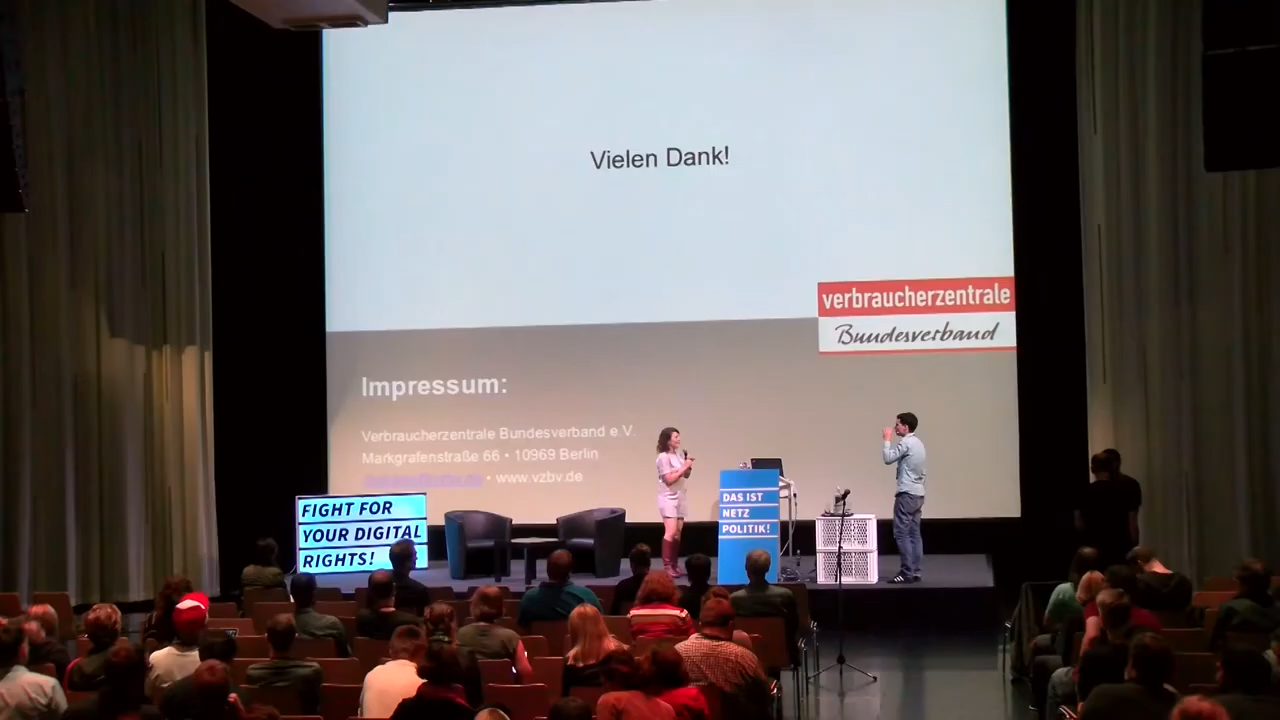 Vielen Dank!
verbraucherzentrale
Bundesverband
Impressum:
Verbraucherzentrale Bundesverband e.V.
Markgrafenstraße 66 • 10969 Berlin
• www.vzbv.de
FIGHT FOR
YOUR DIGITAL
RIGHTS!
DAS IST
NETZ
POLITIK!